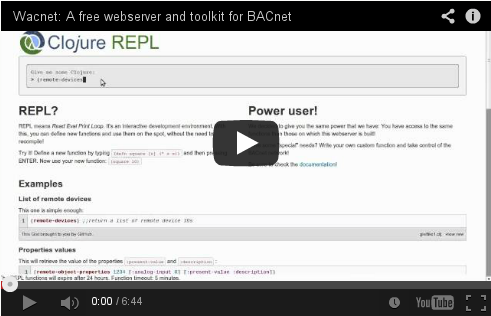 Wacnet: A free webserver and toolkit for BACnet
Clojure REPL
Give me some Clojure:
> (remote-devices
REPL?
REPL means Read Eval Print Loop. It's an interactive development environment.
this, you can define new functions and use them on the spot, without the need to
recompile!
Try it! Define a new function by typing (defn square [x] (* x x)) and then press
ENTER. Now use your new function: (square 10)
Power user!
to give you the same power that we have. You have access to the same
than those on which this webserver is built!
"special" needs? Write your own custom function and take control of the
network!
to check the documentation!
Examples
List of remote devices
This one is simple enough:
1 (remote-devices) ;;return a list or remote device IDs
This Gist brought to you by GitHub.
gistfile1.clj view raw
Properties values
This will retrieve the value of the properties :present-value and :description:
1 (remote-object-properties 1234 [:analog-input 0] [:present-value :description])
REPL functions will expire after 24 hours. Function timeout: 5 minutes.
0:00 / 6:44
YouTube